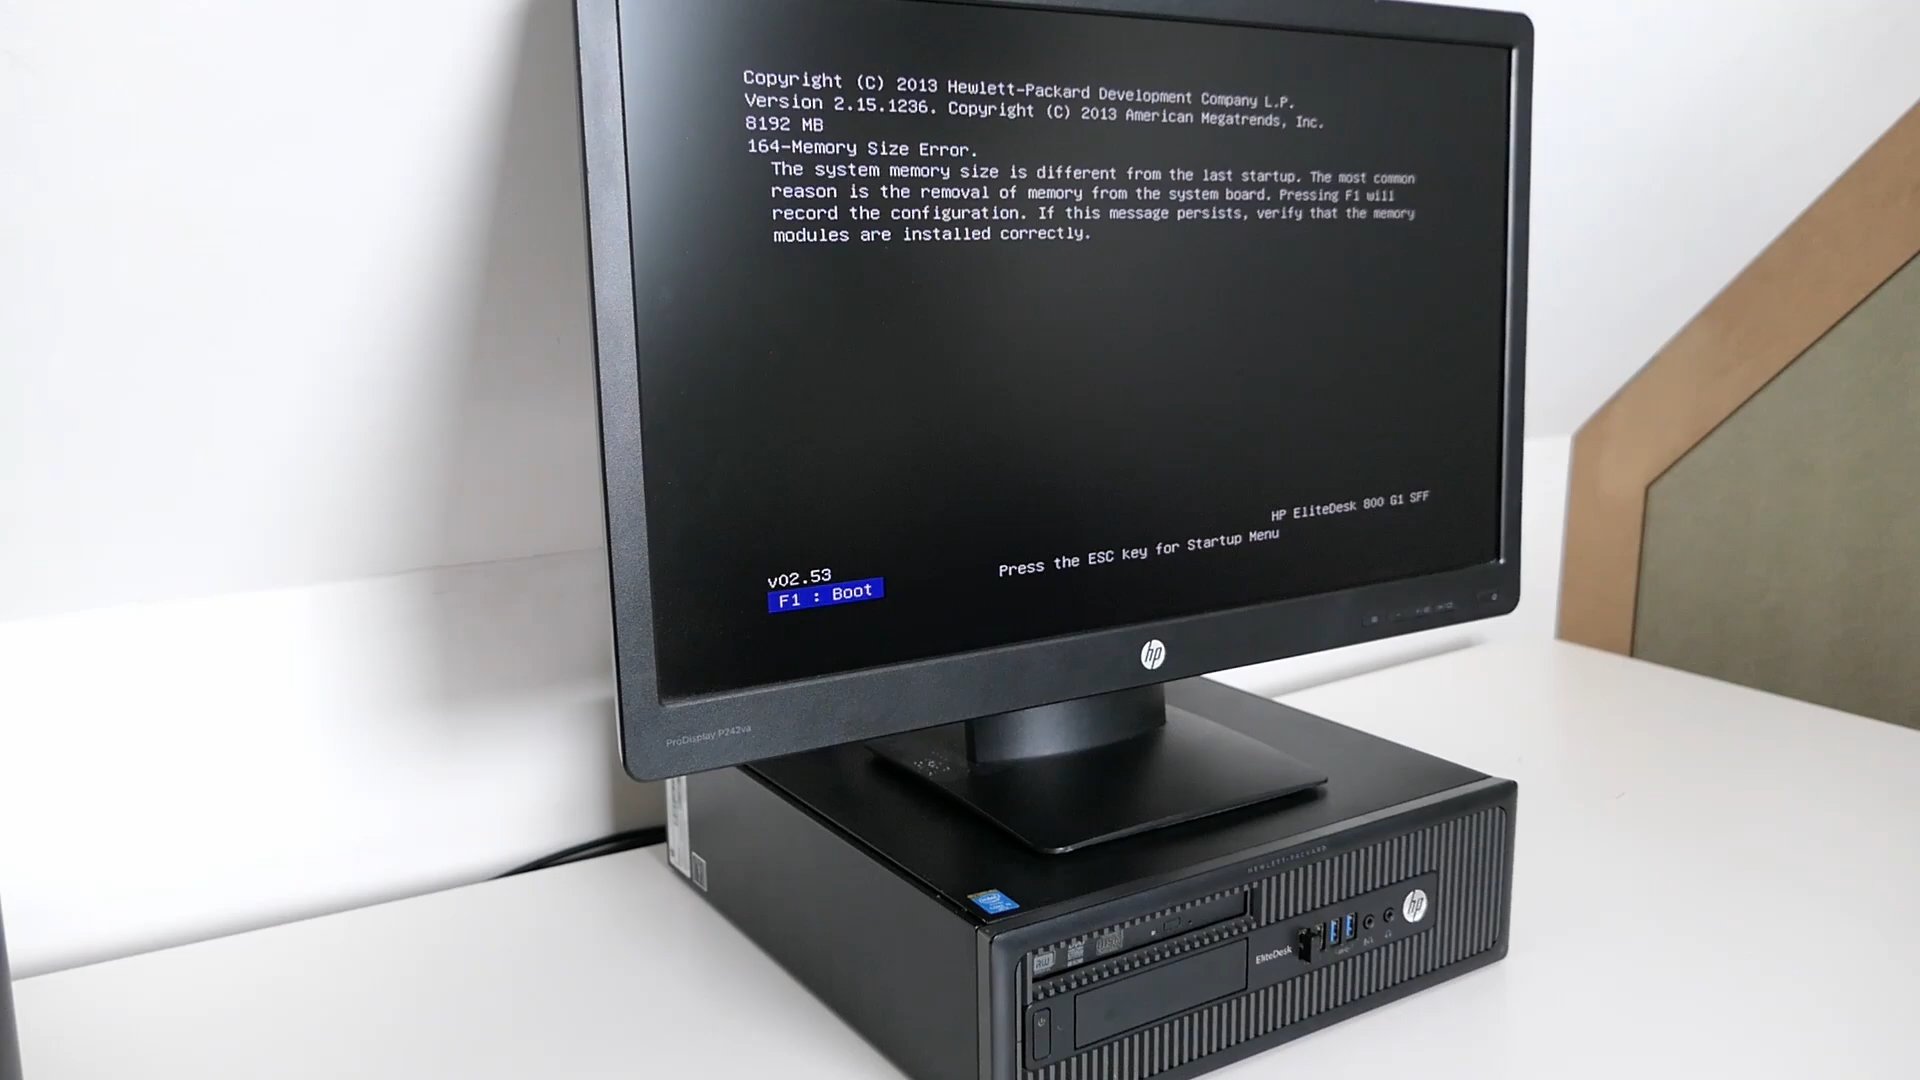 Copyright (C) 2013 Hewlett-Packard Development Company L.P.
Version 2.15.1236. Copyright (C) 2013 American Megatrends, Inc.
8192 MB
164-Memory Size Error.
The system memory size is different from the last startup. The most common
reason is the removal of memory from the system board. Pressing F1 will
record the configuration. If this message persists, verify that the memory
modules are installed correctly.
HP EliteDesk 800 G1 SFF
Press the ESC key for Startup Menu
v02.53
F1 : Boot
hp
ProDisplay P242va
HEWLETT-PACKARD
hp
EliteDesk
RW